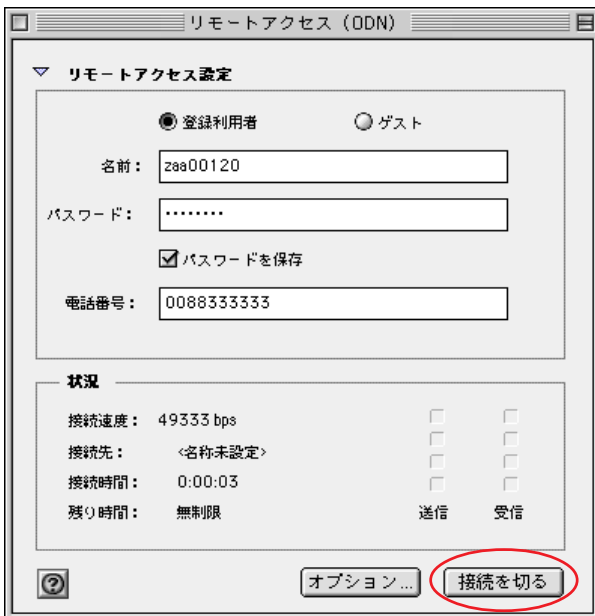 リモートアクセス（ODN）
リモートアクセス設定
登録利用者 ゲスト
名前： zaa00120
パスワード： ••••••••
パスワードを保存
電話番号： 0088333333
状況
接続速度： 49333 bps
接続先： <名称未設定>
接続時間： 0:00:03
残り時間： 無制限 送信 受信
? オプション... 接続を切る